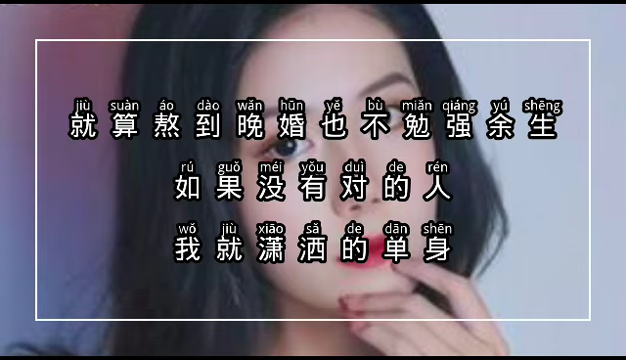 jiù suàn áo dào wǎn hūn yě bù miǎn qiáng yú shēng
就算熬到晚婚也不勉强余生
rú guǒ méi yǒu duì de rén
如果没有对的人
wǒ jiù xiāo sǎ de dān shēn
我就潇洒的单身